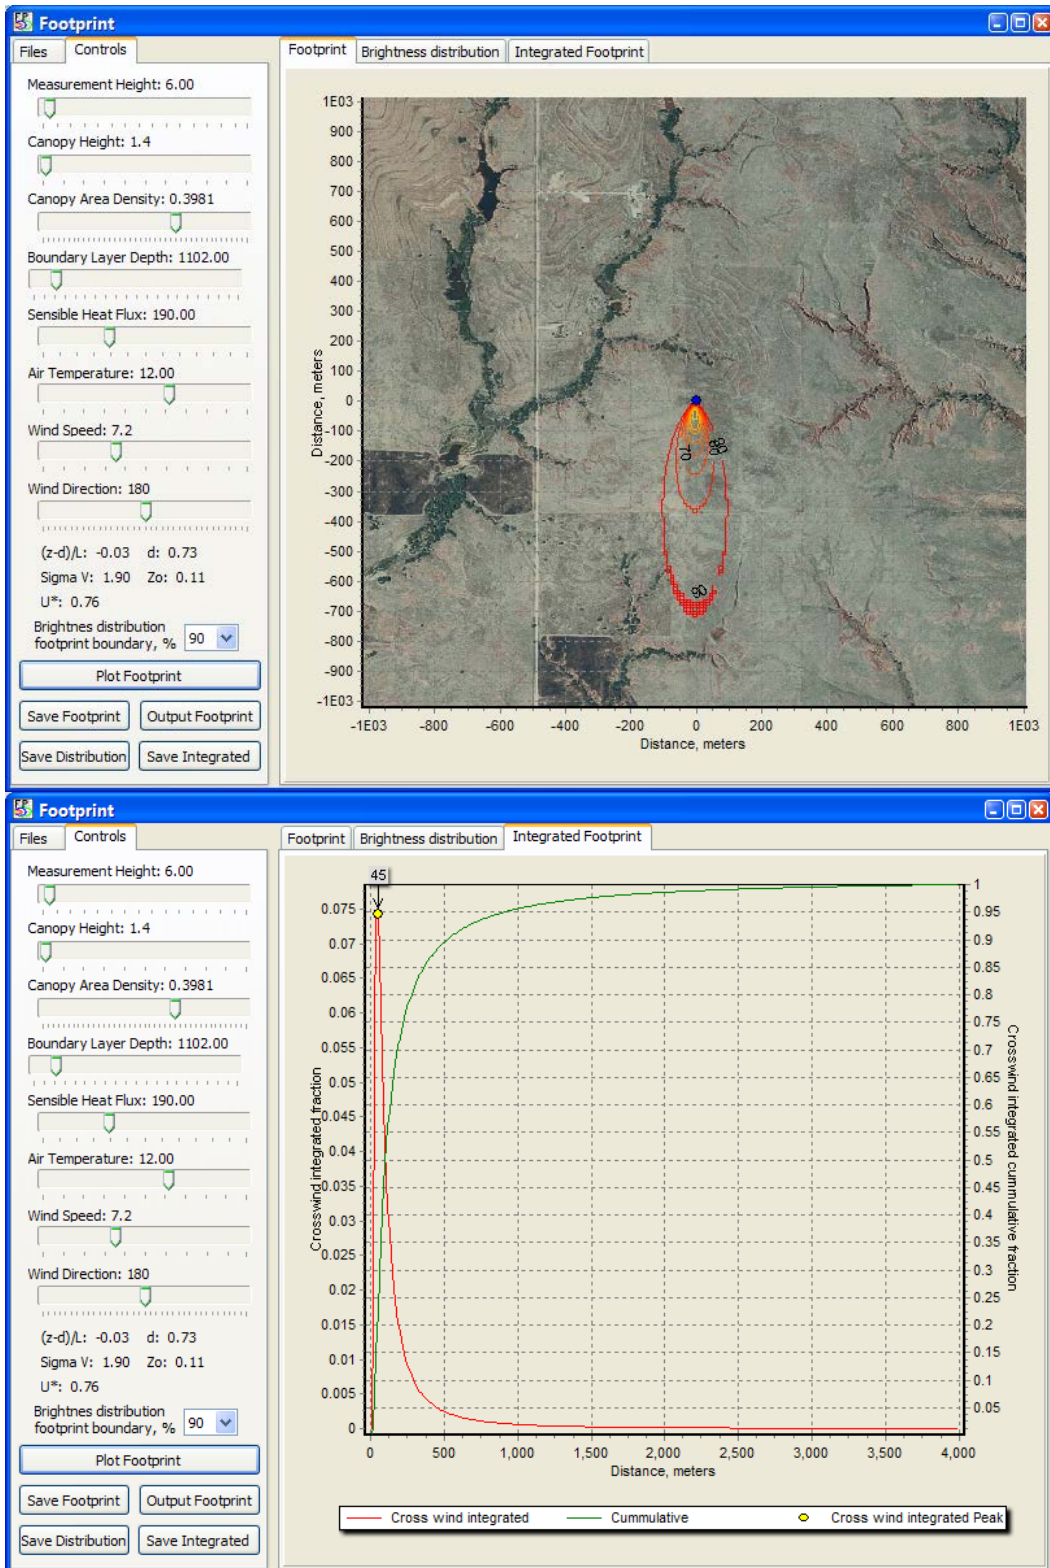 Footprint
Files Controls
Measurement Height: 6.00
Canopy Height: 1.4
Canopy Area Density: 0.3981
Boundary Layer Depth: 1102.00
Sensible Heat Flux: 190.00
Air Temperature: 12.00
Wind Speed: 7.2
Wind Direction: 180
(z-d)/L: -0.03 d: 0.73
Sigma V: 1.90 Zo: 0.11
U*: 0.76
Brightnes distribution
footprint boundary, % 90
Plot Footprint
Save Footprint Output Footprint
Save Distribution Save Integrated
Footprint Brightness distribution Integrated Footprint
1E03
900
800
700
600
500
400
300
200
100
0
-100
-200
-300
-400
-500
-600
-700
-800
-900
-1E03
Distance, meters
70 80 90
95
-1E03 -800 -600 -400 -200 0 200 400 600 800 1E03
Distance, meters
Footprint
Files Controls
Measurement Height: 6.00
Canopy Height: 1.4
Canopy Area Density: 0.3981
Boundary Layer Depth: 1102.00
Sensible Heat Flux: 190.00
Air Temperature: 12.00
Wind Speed: 7.2
Wind Direction: 180
(z-d)/L: -0.03 d: 0.73
Sigma V: 1.90 Zo: 0.11
U*: 0.76
Brightnes distribution
footprint boundary, % 90
Plot Footprint
Save Footprint Output Footprint
Save Distribution Save Integrated
Footprint Brightness distribution Integrated Footprint
45
0.075
0.07
0.065
0.06
0.055
0.05
0.045
0.04
0.035
0.03
0.025
0.02
0.015
0.01
0.005
0
Crosswind integrated fraction
1
0.95
0.9
0.85
0.8
0.75
0.7
0.65
0.6
0.55
0.5
0.45
0.4
0.35
0.3
0.25
0.2
0.15
0.1
0.05
Crosswind integrated cummulative fraction
0 500 1,000 1,500 2,000 2,500 3,000 3,500 4,000
Distance, meters
Cross wind integrated Cummulative Cross wind integrated Peak